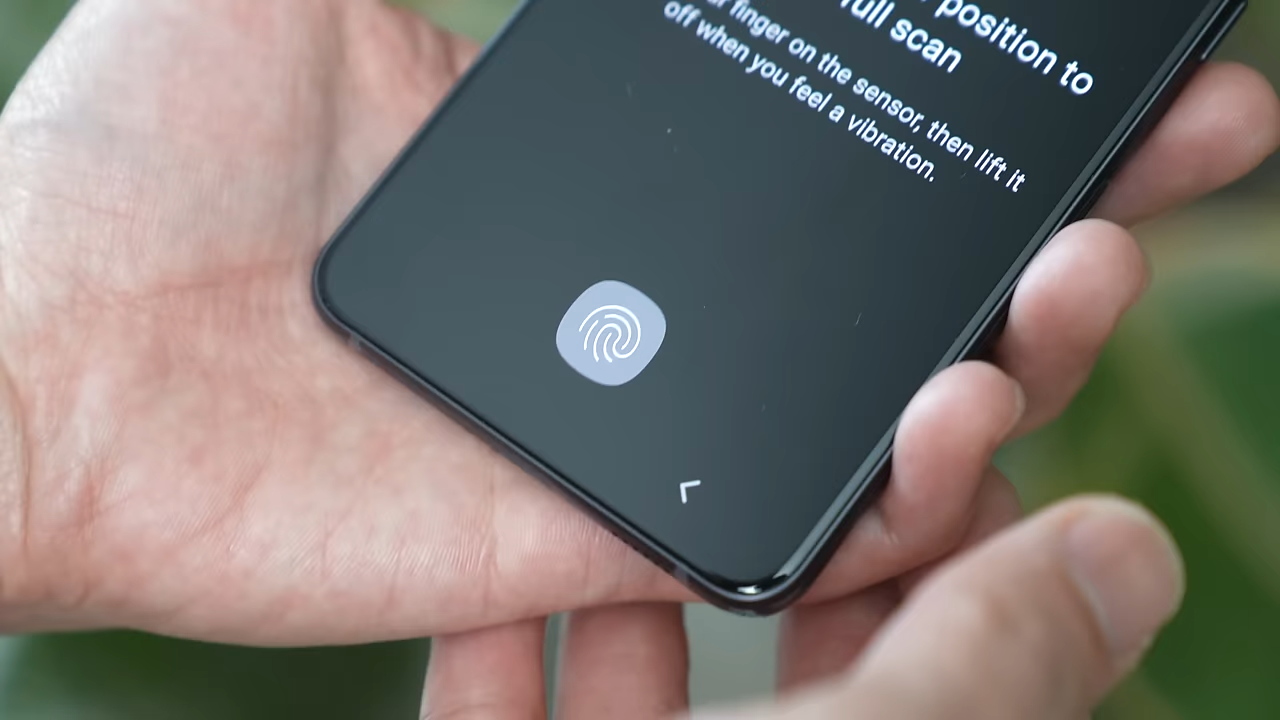 position to
full scan
finger on the sensor, then lift it
off when you feel a vibration.